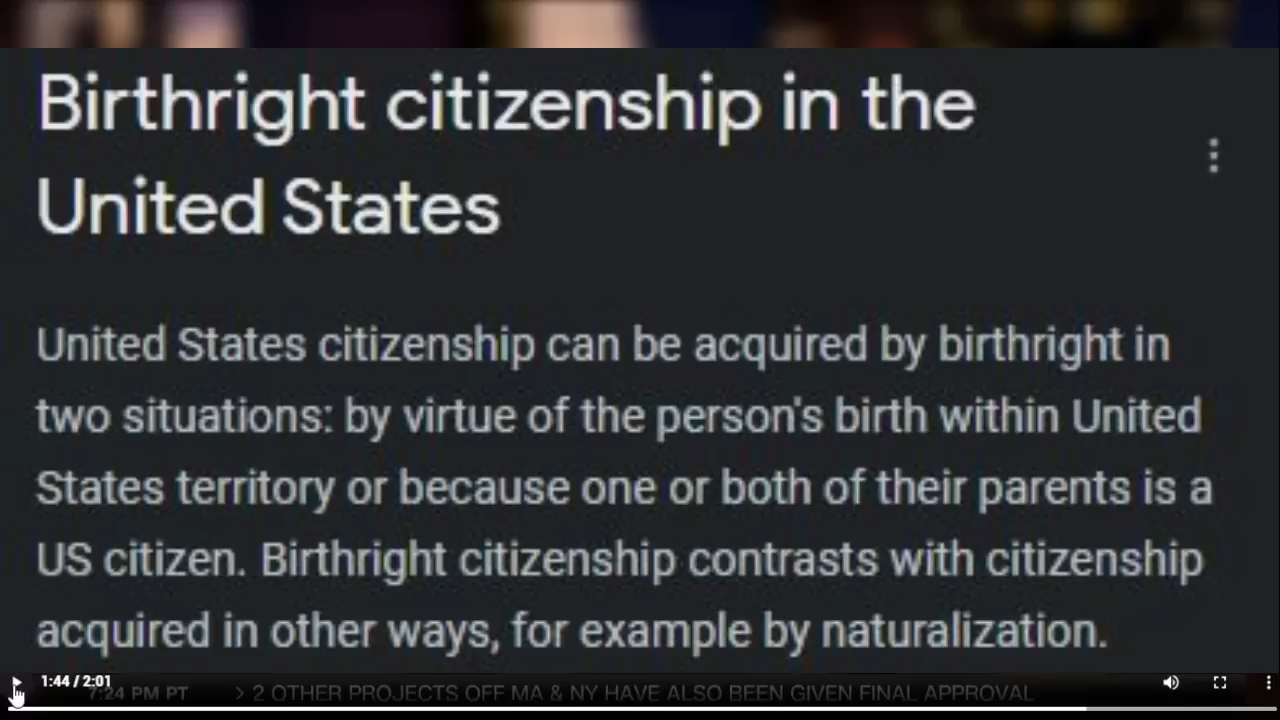 Birthright citizenship in the
United States
United States citizenship can be acquired by birthright in
two situations: by virtue of the person's birth within United
States territory or because one or both of their parents is a
US citizen. Birthright citizenship contrasts with citizenship
acquired in other ways, for example by naturalization.
1:44 / 2:01
7:24 PM PT > 2 OTHER PROJECTS OFF MA & NY HAVE ALSO BEEN GIVEN FINAL APPROVAL